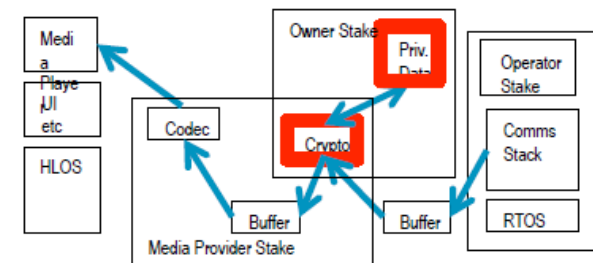 Medi
a
Playe
r
UI
etc
HLOS
Owner Stake
Priv.
Data
Codec
Crypto
Buffer
Media Provider Stake
Buffer
Operator
Stake
Comms
Stack
RTOS